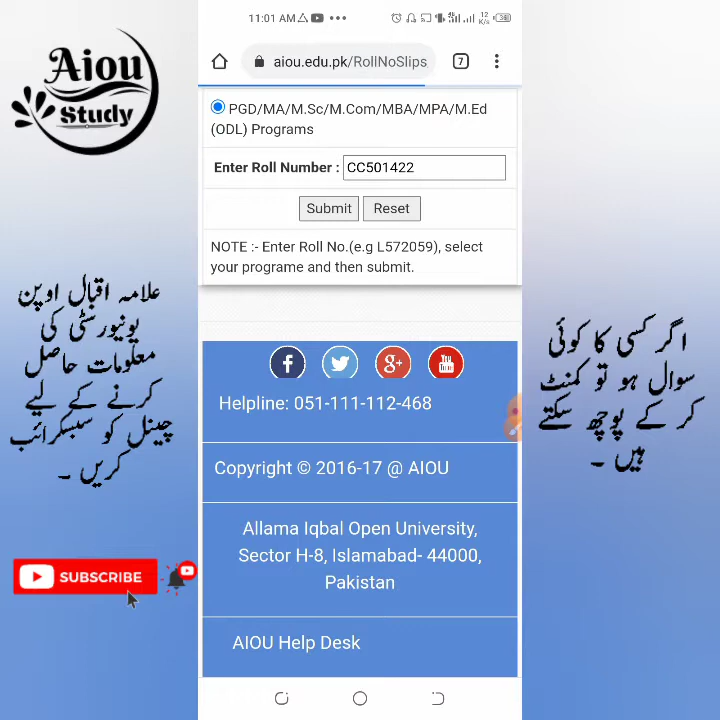 Aiou
Study
علامہ اقبال اوپن
یونیورسٹی کی
معلومات حاصل
کرنے کے لیے
چینل کو سبسکرائب
کریں ۔
SUBSCRIBE
11:01 AM
12
K/s
38
aiou.edu.pk/RollNoSlips
7
PGD/MA/M.Sc/M.Com/MBA/MPA/M.Ed
(ODL) Programs
Enter Roll Number : CC501422
Submit Reset
NOTE :- Enter Roll No.(e.g L572059), select
your programe and then submit.
f g+ You
Helpline: 051-111-112-468
Copyright © 2016-17 @ AIOU
Allama Iqbal Open University,
Sector H-8, Islamabad- 44000,
Pakistan
AIOU Help Desk
اگر کسی کا کوئی
سوال ہو تو کمنٹ
کر کے پوچھ سکتے
ہیں ۔